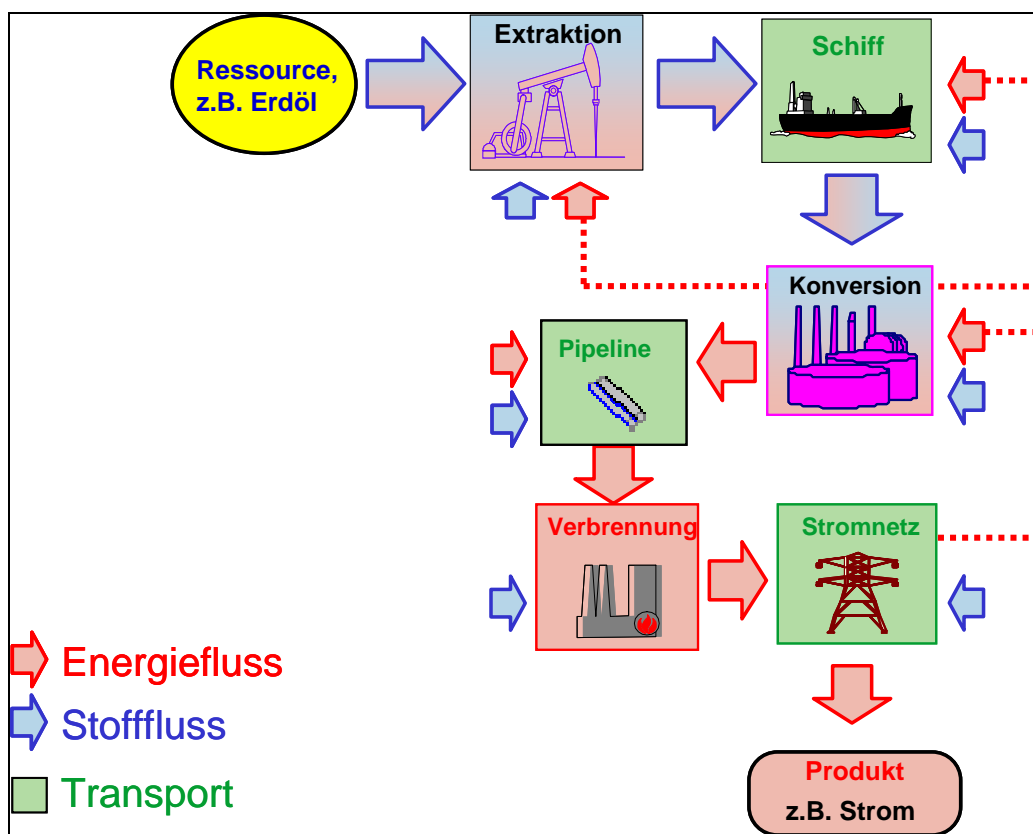 Ressource,
z.B. Erdöl
Extraktion
Schiff
Konversion
Pipeline
Verbrennung
Stromnetz
Energiefluss
Stofffluss
Transport
Produkt
z.B. Strom